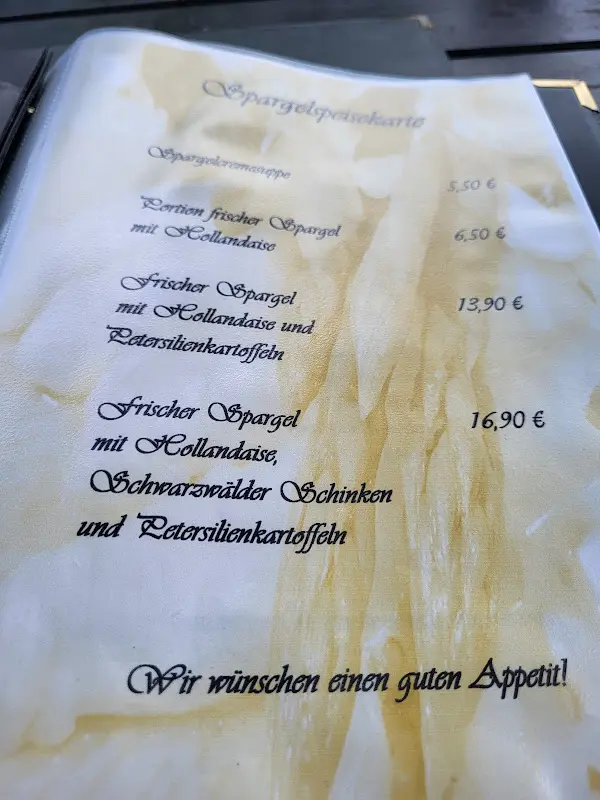 Spargelspeisekarte
Spargelcremesuppe 5,50 €
Portion frischer Spargel
mit Hollandaise 6,50 €
Frischer Spargel 13,90 €
mit Hollandaise und
Petersilienkartoffeln
Frischer Spargel 16,90 €
mit Hollandaise,
Schwarzwälder Schinken
und Petersilienkartoffeln
Wir wünschen einen guten Appetit!